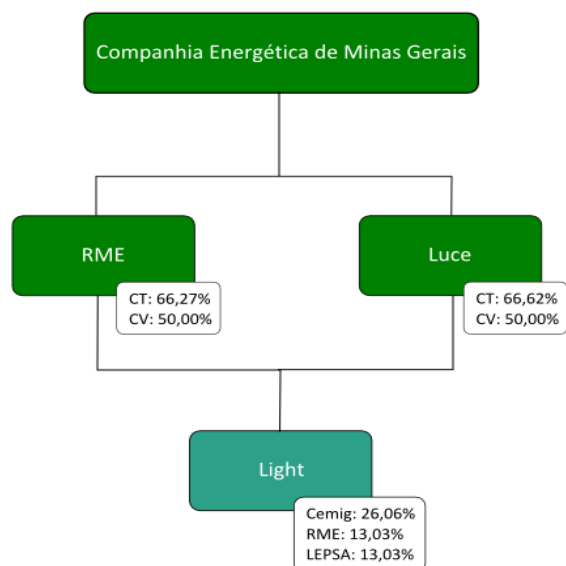 Companhia Energética de Minas Gerais
RME
CT: 66,27%
CV: 50,00%
Luce
CT: 66,62%
CV: 50,00%
Light
Cemig: 26,06%
RME: 13,03%
LEPSA: 13,03%